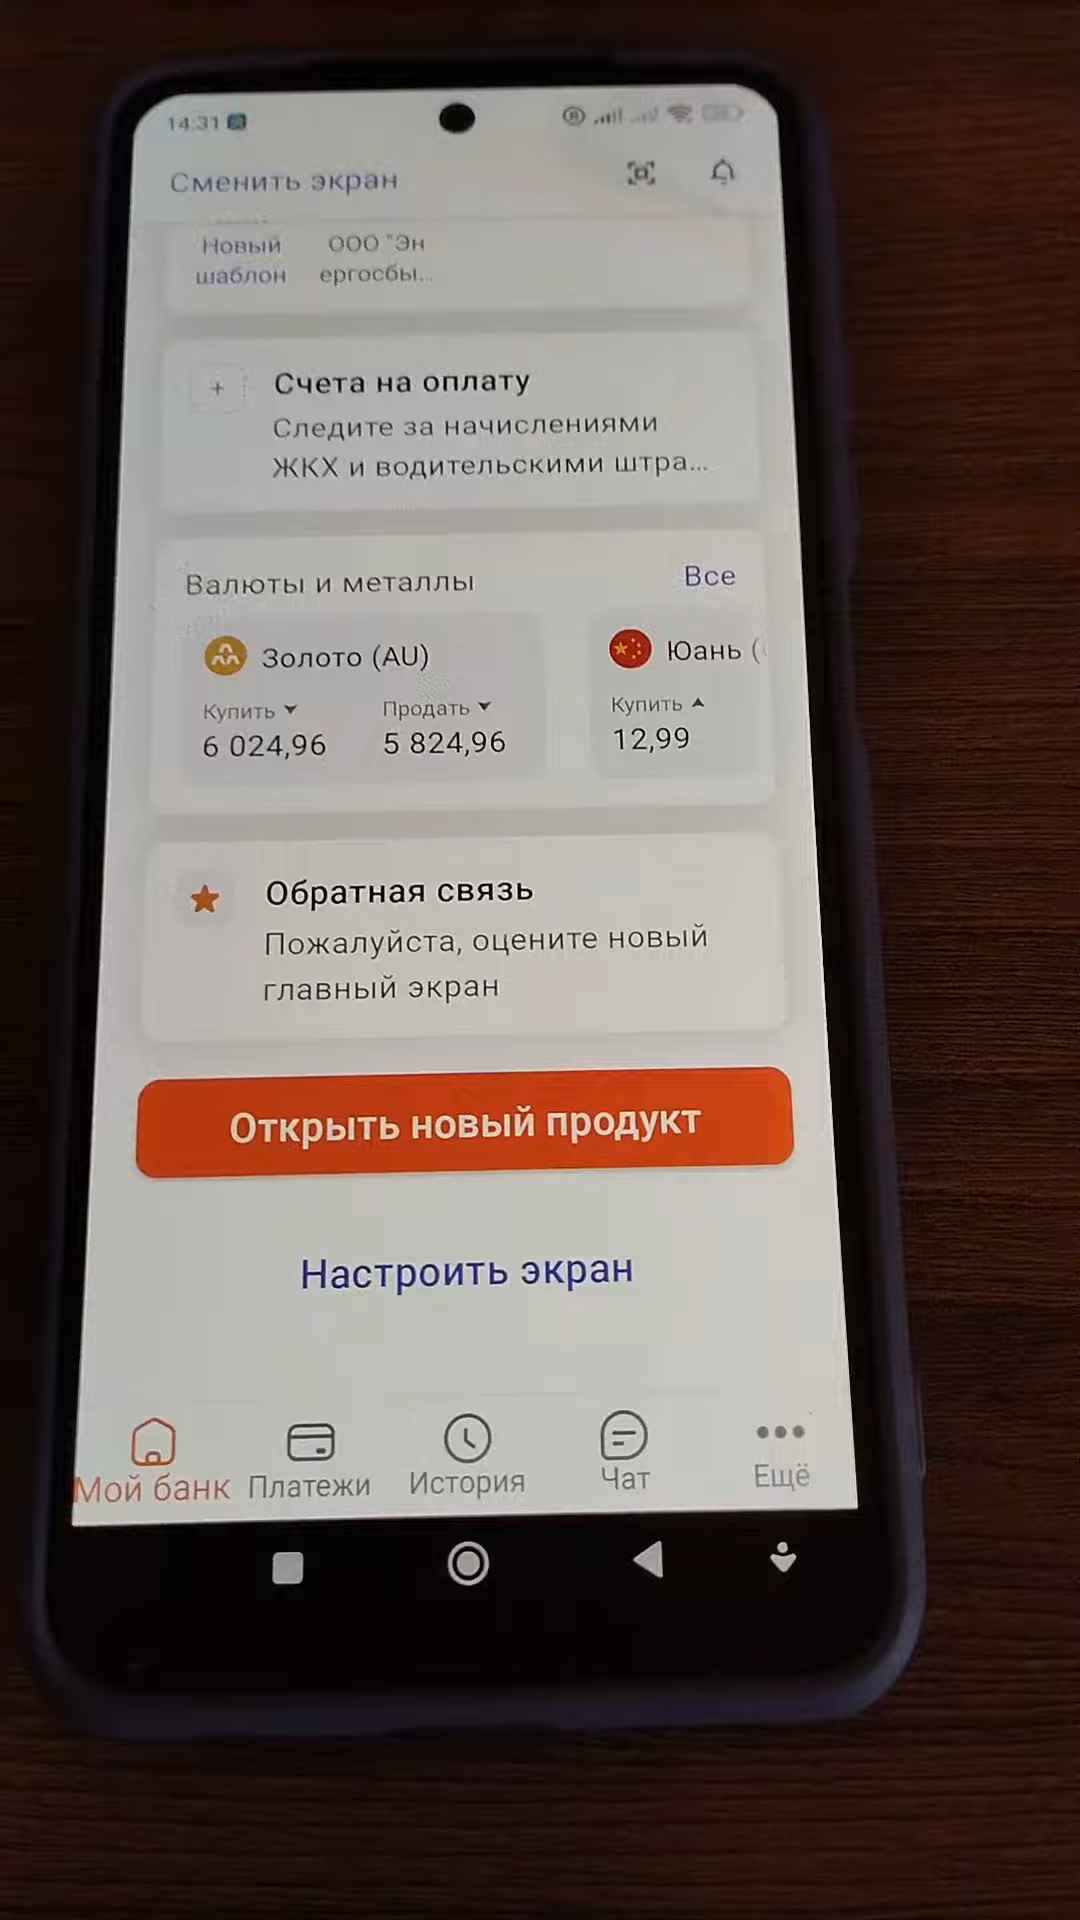 14:31
Сменить экран
Новый ООО "Эн
шаблон ергосбы...
Счета на оплату
Следите за начислениями
ЖКХ и водительскими штра...
Валюты и металлы Все
Золото (AU) Юань (
Купить Продать Купить
6 024,96 5 824,96 12,99
Обратная связь
Пожалуйста, оцените новый
главный экран
Открыть новый продукт
Настроить экран
Мой банк Платежи История Чат Ещё